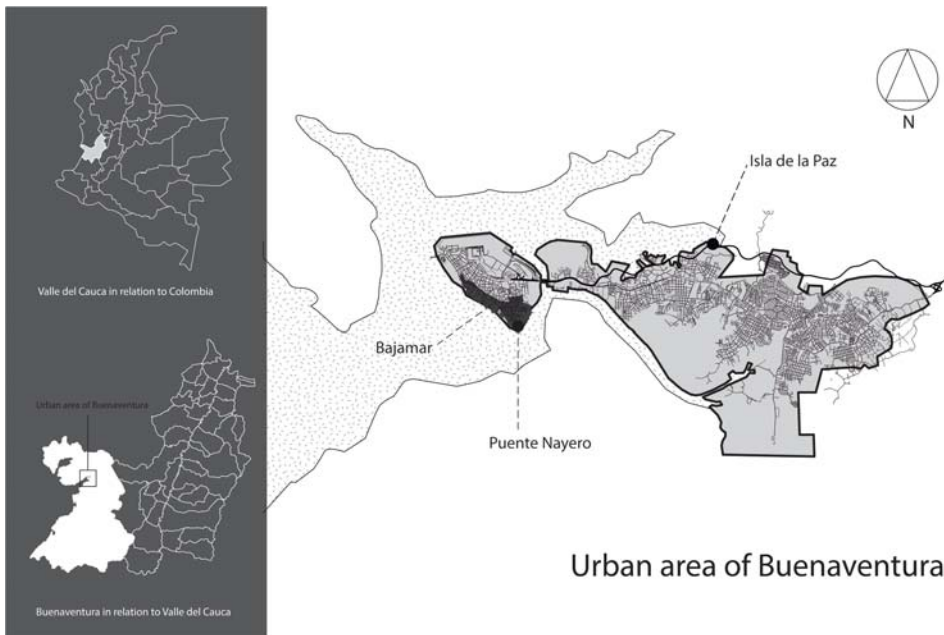 Valle del Cauca in relation to Colombia
Urban area of Buenaventura
Buenaventura in relation to Valle del Cauca
N
Isla de la Paz
Bajamar
Puente Nayero
Urban area of Buenaventura